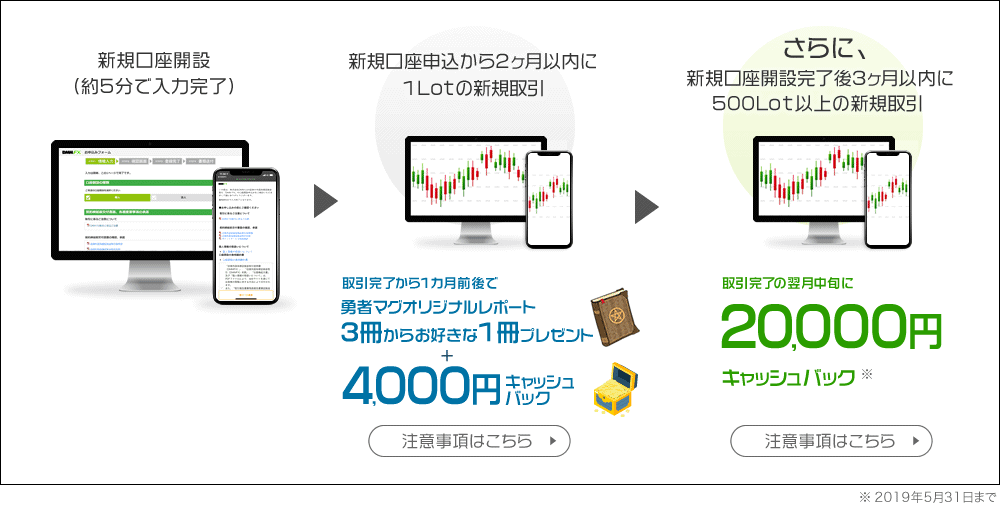 新規口座開設
(約5分で入力完了)
新規口座申込から2ヶ月以内に
1Lotの新規取引
取引完了から1カ月前後で
勇者マグオリジナルレポート
3冊からお好きな1冊プレゼント
+
4,000円キャッシュ
バック
注意事項はこちら
さらに、
新規口座開設完了後3ヶ月以内に
500Lot以上の新規取引
取引完了の翌月中旬に
20,000円
キャッシュバック※
注意事項はこちら
※ 2019年5月31日まで